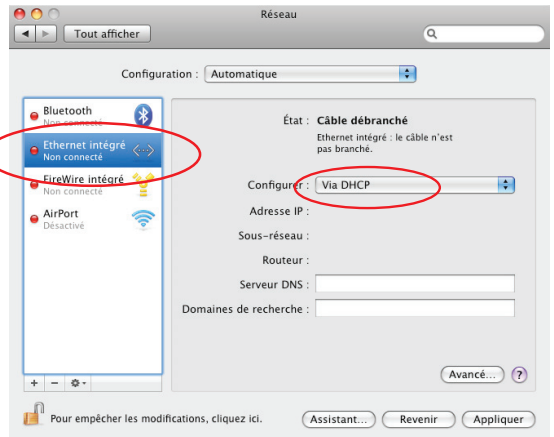 Réseau
Tout afficher
Configuration : Automatique
Bluetooth
Non connecté
Ethernet intégré
Non connecté
FireWire intégré
Non connecté
AirPort
Désactivé
État : Câble débranché
Ethernet intégré : le câble n'est
pas branché.
Configurer : Via DHCP
Adresse IP :
Sous-réseau :
Routeur :
Serveur DNS :
Domaines de recherche :
Avancé... ?
+ −
Pour empêcher les modifications, cliquez ici.
Assistant... Revenir Appliquer